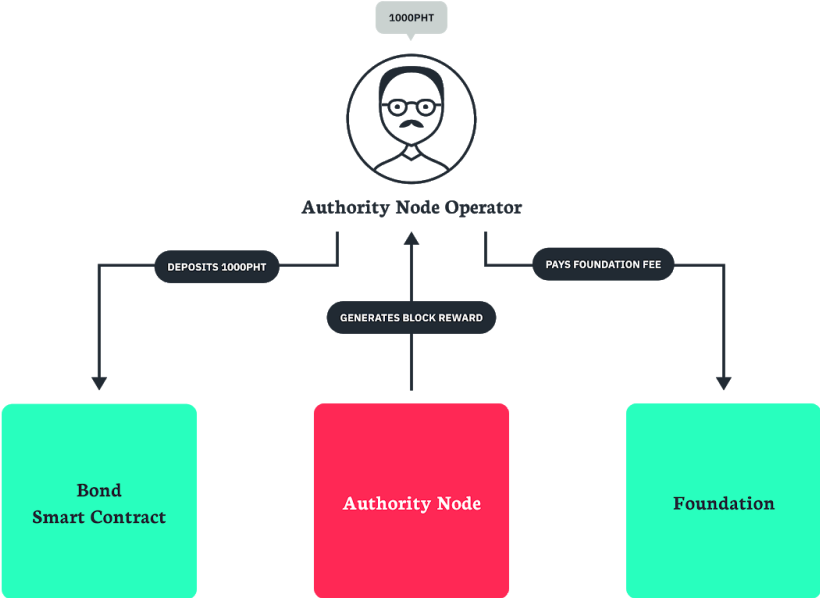 1000PHT
Authority Node Operator
DEPOSITS 1000PHT
PAYS FOUNDATION FEE
GENERATES BLOCK REWARD
Bond
Smart Contract
Authority Node
Foundation